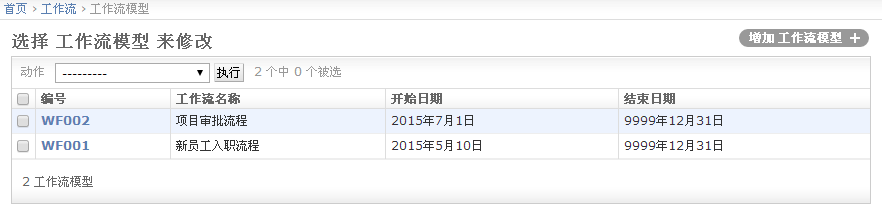 首页 › 工作流 › 工作流模型
选择 工作流模型 来修改
增加 工作流模型 +
动作 --------- 执行 2 个中 0 个被选
编号 工作流名称 开始日期 结束日期
WF002 项目审批流程 2015年7月1日 9999年12月31日
WF001 新员工入职流程 2015年5月10日 9999年12月31日
2 工作流模型